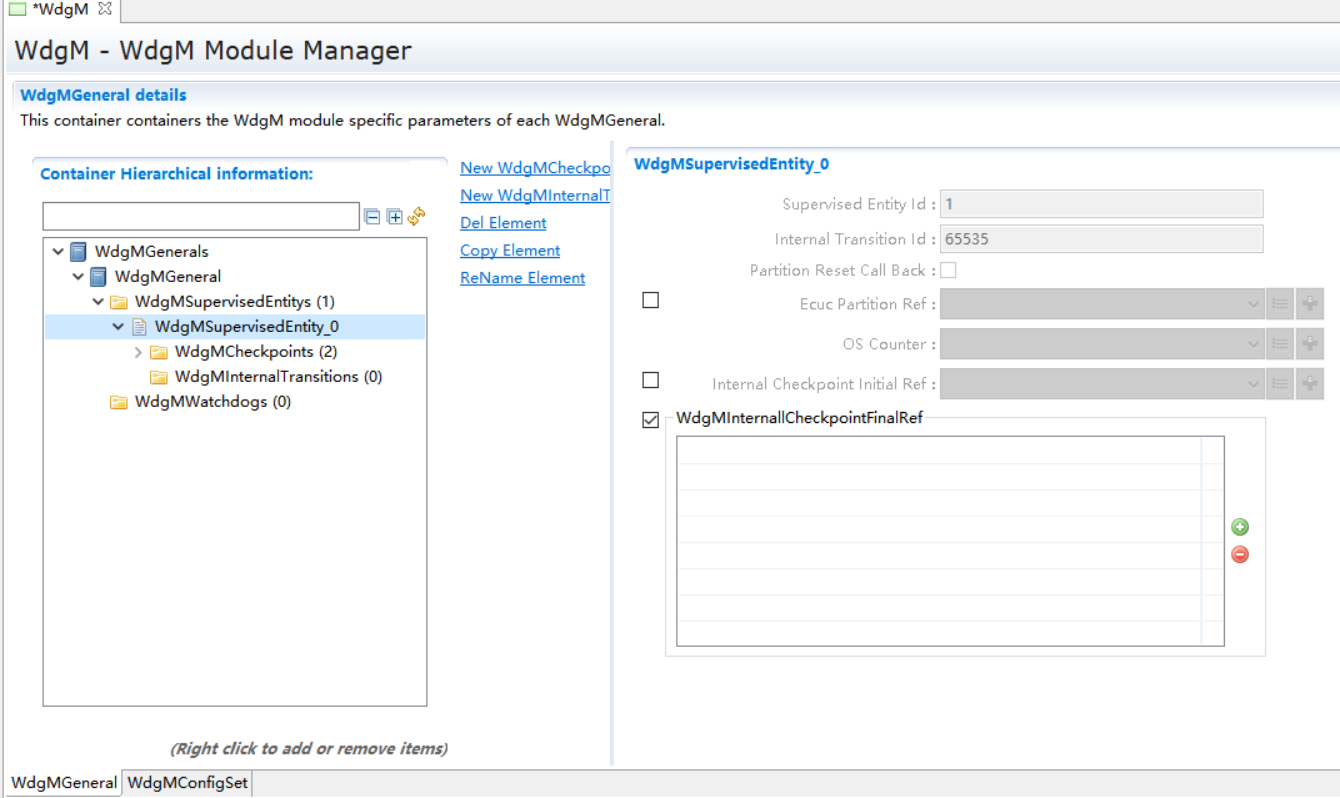 *WdgM
WdgM - WdgM Module Manager
WdgMGeneral details
This container containers the WdgM module specific parameters of each WdgMGeneral.
Container Hierarchical information:
WdgMGenerals
WdgMGeneral
WdgMSupervisedEntitys (1)
WdgMSupervisedEntity_0
WdgMCheckpoints (2)
WdgMInternalTransitions (0)
WdgMWatchdogs (0)
(Right click to add or remove items)
New WdgMCheckpo
New WdgMInternalT
Del Element
Copy Element
ReName Element
WdgMSupervisedEntity_0
Supervised Entity Id : 1
Internal Transition Id : 65535
Partition Reset Call Back :
Ecuc Partition Ref :
OS Counter :
Internal Checkpoint Initial Ref :
WdgMInternallCheckpointFinalRef
WdgMGeneral WdgMConfigSet